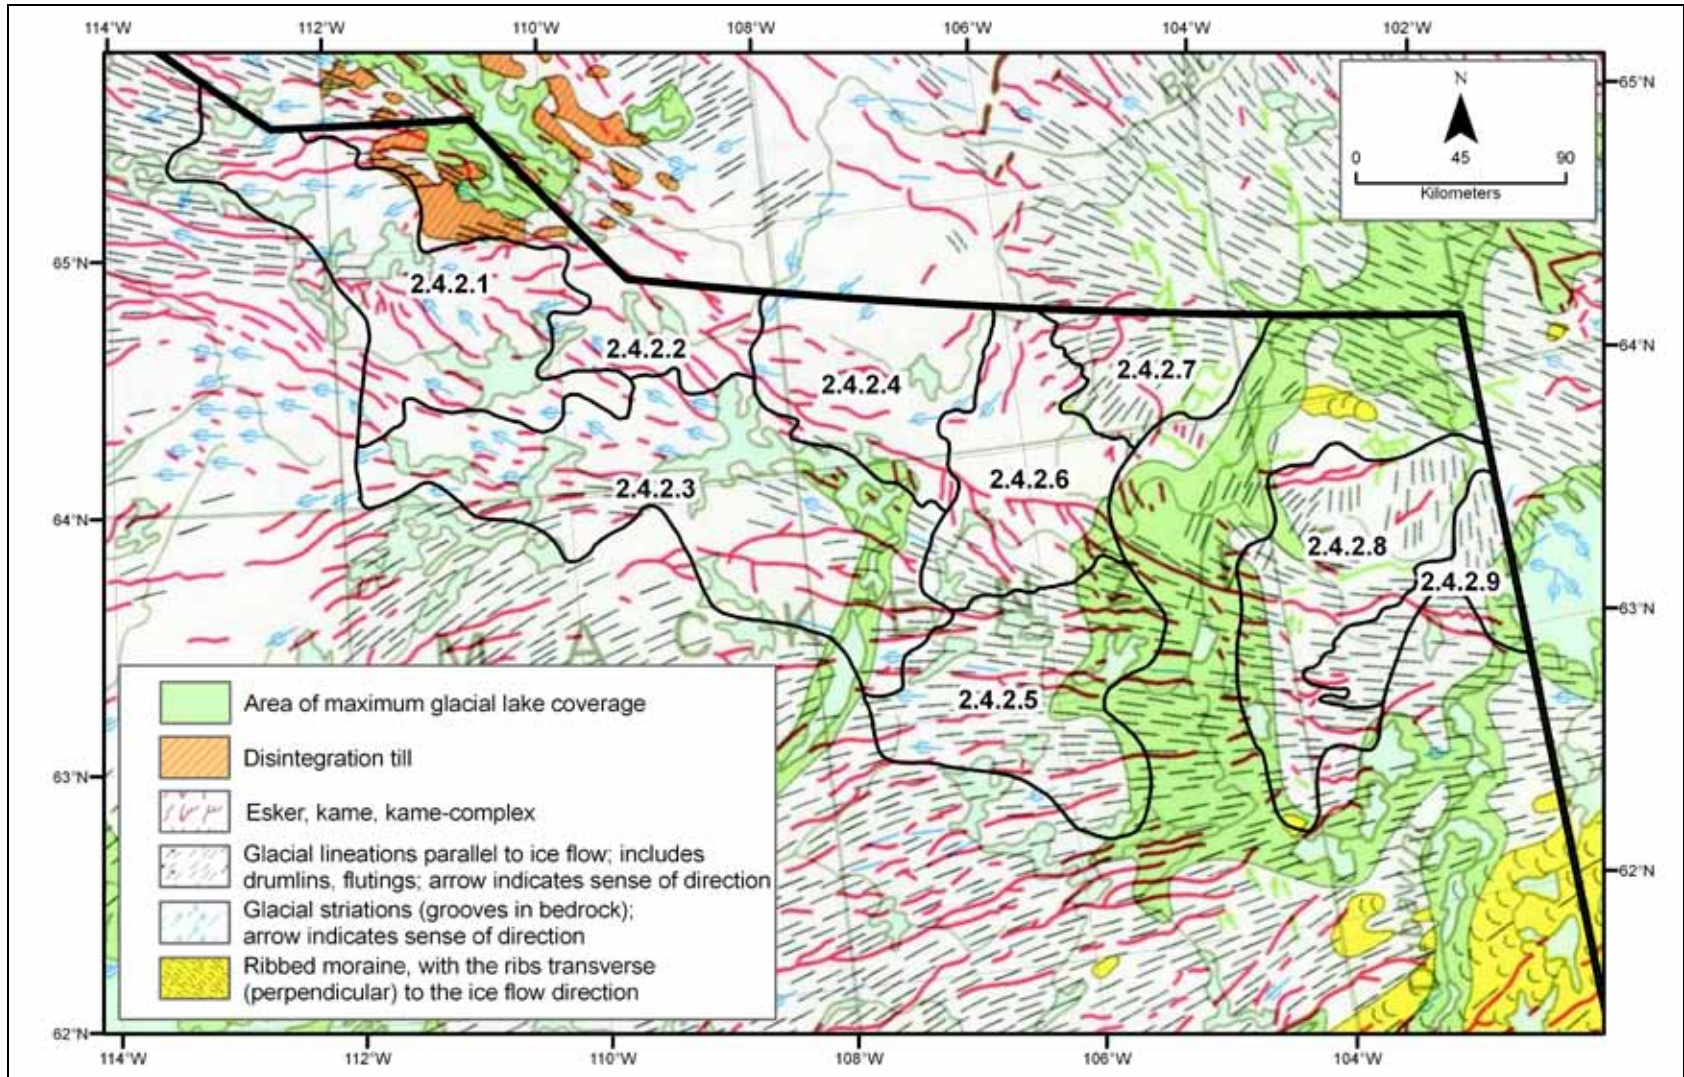 114°W 112°W 110°W 108°W 106°W 104°W 102°W
N
0 45 90
Kilometers
65°N
65°N
64°N
64°N
63°N
63°N
62°N
62°N
2.4.2.1
2.4.2.2
2.4.2.4
2.4.2.7
2.4.2.3
2.4.2.6
2.4.2.8
2.4.2.9
2.4.2.5
M A C K E N
Area of maximum glacial lake coverage
Disintegration till
Esker, kame, kame-complex
Glacial lineations parallel to ice flow; includes
drumlins, flutings; arrow indicates sense of direction
Glacial striations (grooves in bedrock);
arrow indicates sense of direction
Ribbed moraine, with the ribs transverse
(perpendicular) to the ice flow direction
114°W 112°W 110°W 108°W 106°W 104°W